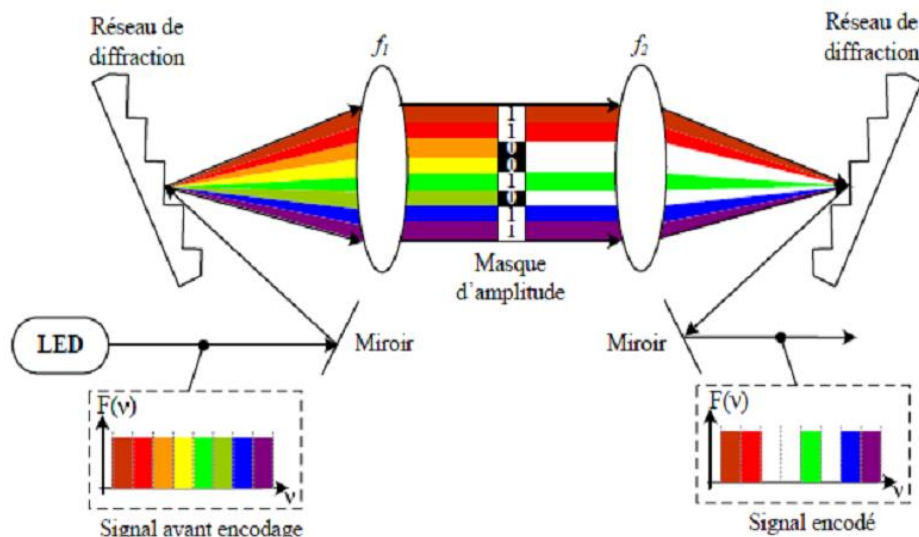 Réseau de
diffraction
f1
f2
Réseau de
diffraction
1
1
0
0
1
0
1
1
Masque
d'amplitude
LED
Miroir
Miroir
F(ν)
ν
Signal avant encodage
F(ν)
ν
Signal encodé